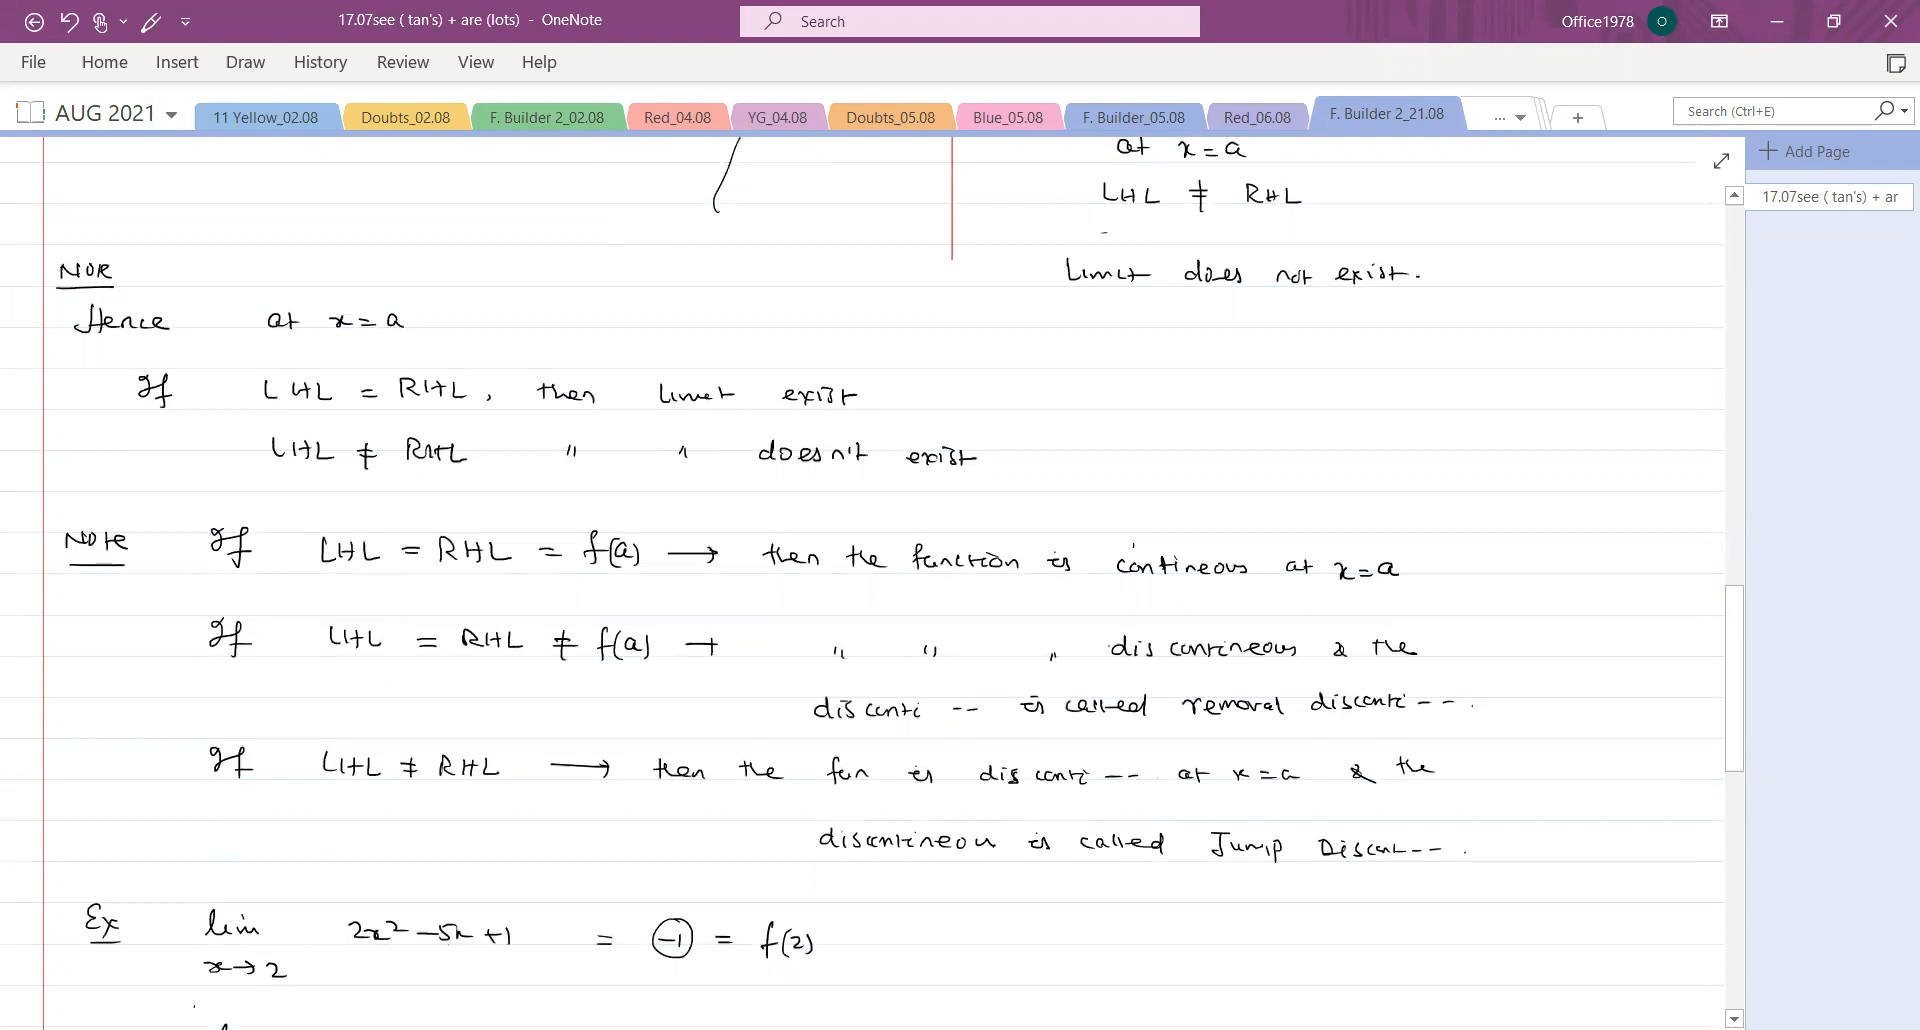 17.07see ( tan's) + are (lots) - OneNote
Search
Office1978
O
File Home Insert Draw History Review View Help
AUG 2021
11 Yellow_02.08 Doubts_02.08 F. Builder 2_02.08 Red_04.08 YG_04.08 Doubts_05.08 Blue_05.08 F. Builder_05.08 Red_06.08 F. Builder 2_21.08 ...
Search (Ctrl+E)
Add Page
17.07see ( tan's) + ar
at x = a
LHL ≠ RHL
Limit does not exist.
Hence at x = a
If LHL = RHL, then limit exist
LHL ≠ RHL " " doesn't exist
Note If LHL = RHL = f(a) → then the function is contineous at x = a
If LHL = RHL ≠ f(a) → " " " discontineous & the
disconti -- is called removal disconti -- .
If LHL ≠ RHL → then the fun is disconti -- at x = a & the
discontineou is called Jump Discont -- .
Ex lim 2x² - 5x + 1 = -1 = f(2)
x → 2